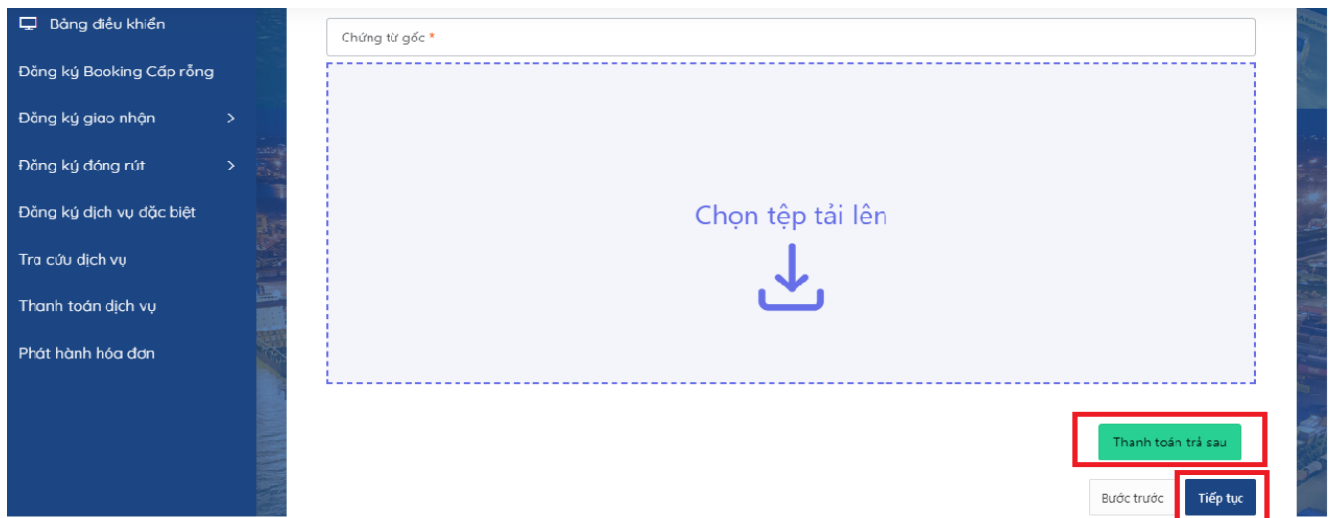 Bảng điều khiển
Đăng ký Booking Cấp rỗng
Đăng ký giao nhận
Đăng ký đóng rút
Đăng ký dịch vụ đặc biệt
Tra cứu dịch vụ
Thanh toán dịch vụ
Phát hành hóa đơn
Chứng từ gốc *
Chọn tệp tải lên
Thanh toán trả sau
Bước trước
Tiếp tục